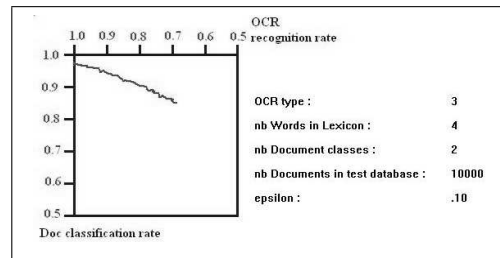 OCR
recognition rate
1.0 0.9 0.8 0.7 0.6 0.5
1.0
0.9
0.8
0.7
0.6
0.5
Doc classification rate
OCR type : 3
nb Words in Lexicon : 4
nb Document classes : 2
nb Documents in test database : 10000
epsilon : .10